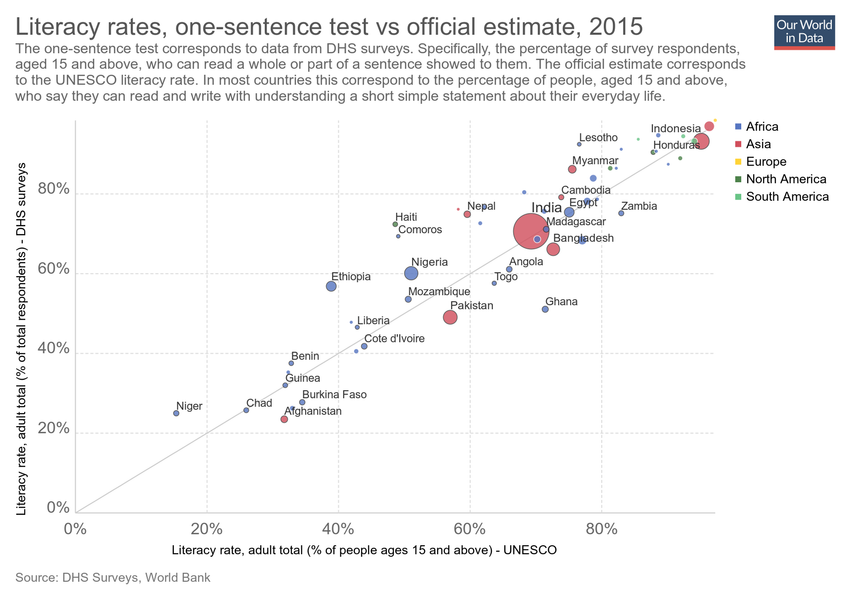 Literacy rates, one-sentence test vs official estimate, 2015
Our World
in Data
The one-sentence test corresponds to data from DHS surveys. Specifically, the percentage of survey respondents,
aged 15 and above, who can read a whole or part of a sentence showed to them. The official estimate corresponds
to the UNESCO literacy rate. In most countries this correspond to the percentage of people, aged 15 and above,
who say they can read and write with understanding a short simple statement about their everyday life.
Literacy rate, adult total (% of total respondents) - DHS surveys
80%
60%
40%
20%
0%
Lesotho
Indonesia
Honduras
Myanmar
Cambodia
Egypt
Zambia
Nepal
India
Madagascar
Bangladesh
Haiti
Comoros
Nigeria
Angola
Ethiopia
Togo
Mozambique
Ghana
Pakistan
Liberia
Cote d'Ivoire
Benin
Guinea
Burkina Faso
Niger
Chad
Afghanistan
0%
20%
40%
60%
80%
Literacy rate, adult total (% of people ages 15 and above) - UNESCO
Africa
Asia
Europe
North America
South America
Source: DHS Surveys, World Bank